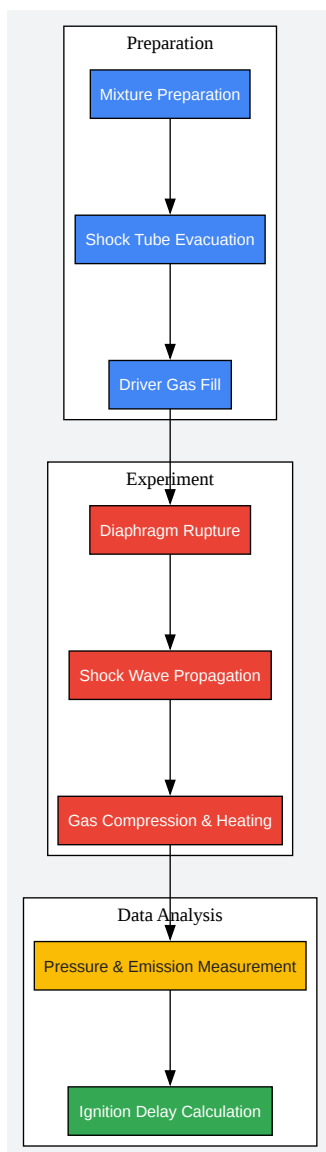 Preparation
Mixture Preparation
Shock Tube Evacuation
Driver Gas Fill
Experiment
Diaphragm Rupture
Shock Wave Propagation
Gas Compression & Heating
Data Analysis
Pressure & Emission Measurement
Ignition Delay Calculation